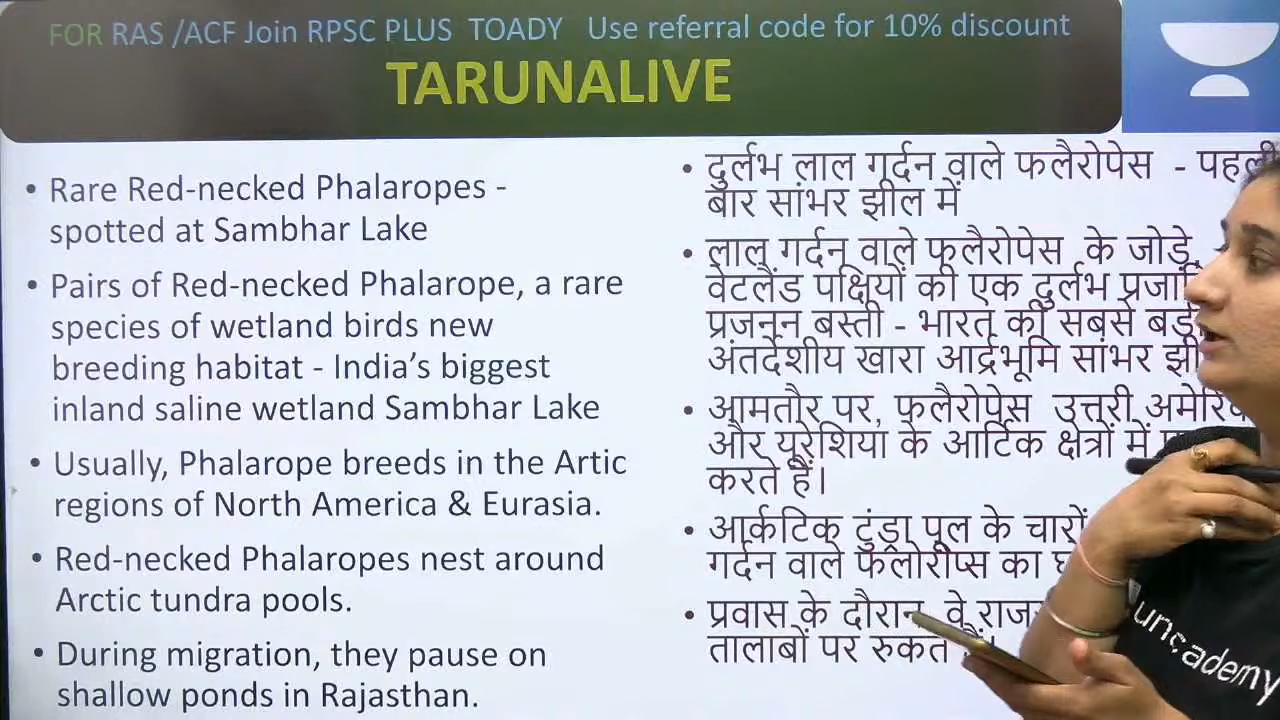 FOR RAS /ACF Join RPSC PLUS TOADY Use referral code for 10% discount
TARUNALIVE
• Rare Red-necked Phalaropes -
spotted at Sambhar Lake
• Pairs of Red-necked Phalarope, a rare
species of wetland birds new
breeding habitat - India’s biggest
inland saline wetland Sambhar Lake
• Usually, Phalarope breeds in the Artic
regions of North America & Eurasia.
• Red-necked Phalaropes nest around
Arctic tundra pools.
• During migration, they pause on
shallow ponds in Rajasthan.
• दुर्लभ लाल गर्दन वाले फलैरोपेस - पहली
बार सांभर झील में
• लाल गर्दन वाले फलैरोपेस के जोड़े,
वेटलैंड पक्षियों की एक दुर्लभ
प्रजनन बस्ती - भारत की सबसे
अंतर्देशीय खारा आर्द्रभूमि सांभर
• आमतौर पर, फलैरोपेस उत्तरी
और यूरेशिया के आर्टिक क्षेत्रों में
करते हैं।
• आर्कटिक टुंड्रा पूल के चारों
गर्दन वाले फलोरोप्स का
• प्रवास के दौरान, वे
तालाबों पर रुकते
unacademy